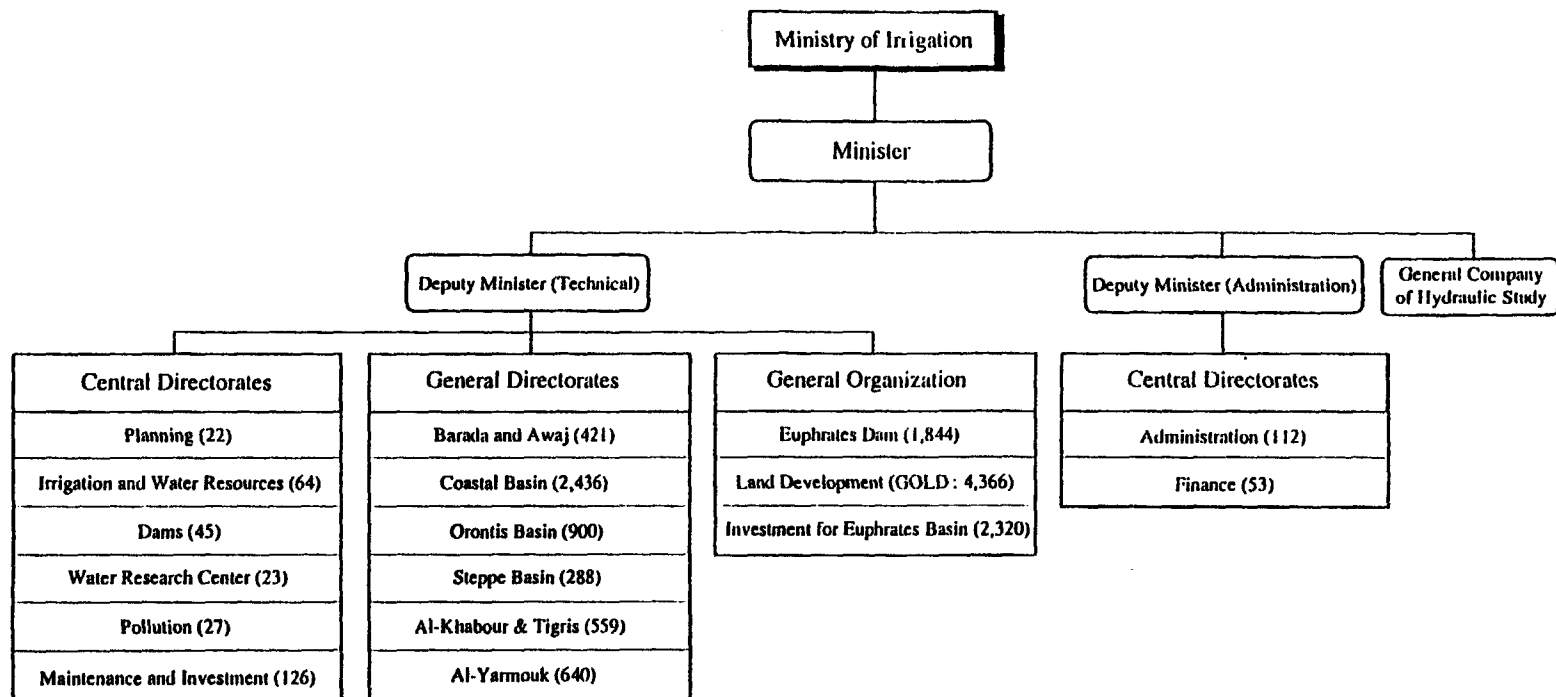 Ministry of Irrigation
Minister
Deputy Minister (Technical)
Deputy Minister (Administration)
General Company
of Hydraulic Study
Central Directorates
Planning (22)
Irrigation and Water Resources (64)
Dams (45)
Water Research Center (23)
Pollution (27)
Maintenance and Investment (126)
General Directorates
Barada and Awaj (421)
Coastal Basin (2,436)
Orontis Basin (900)
Steppe Basin (288)
Al-Khabour & Tigris (559)
Al-Yarmouk (640)
General Organization
Euphrates Dam (1,844)
Land Development (GOLD : 4,366)
Investment for Euphrates Basin (2,320)
Central Directorates
Administration (112)
Finance (53)